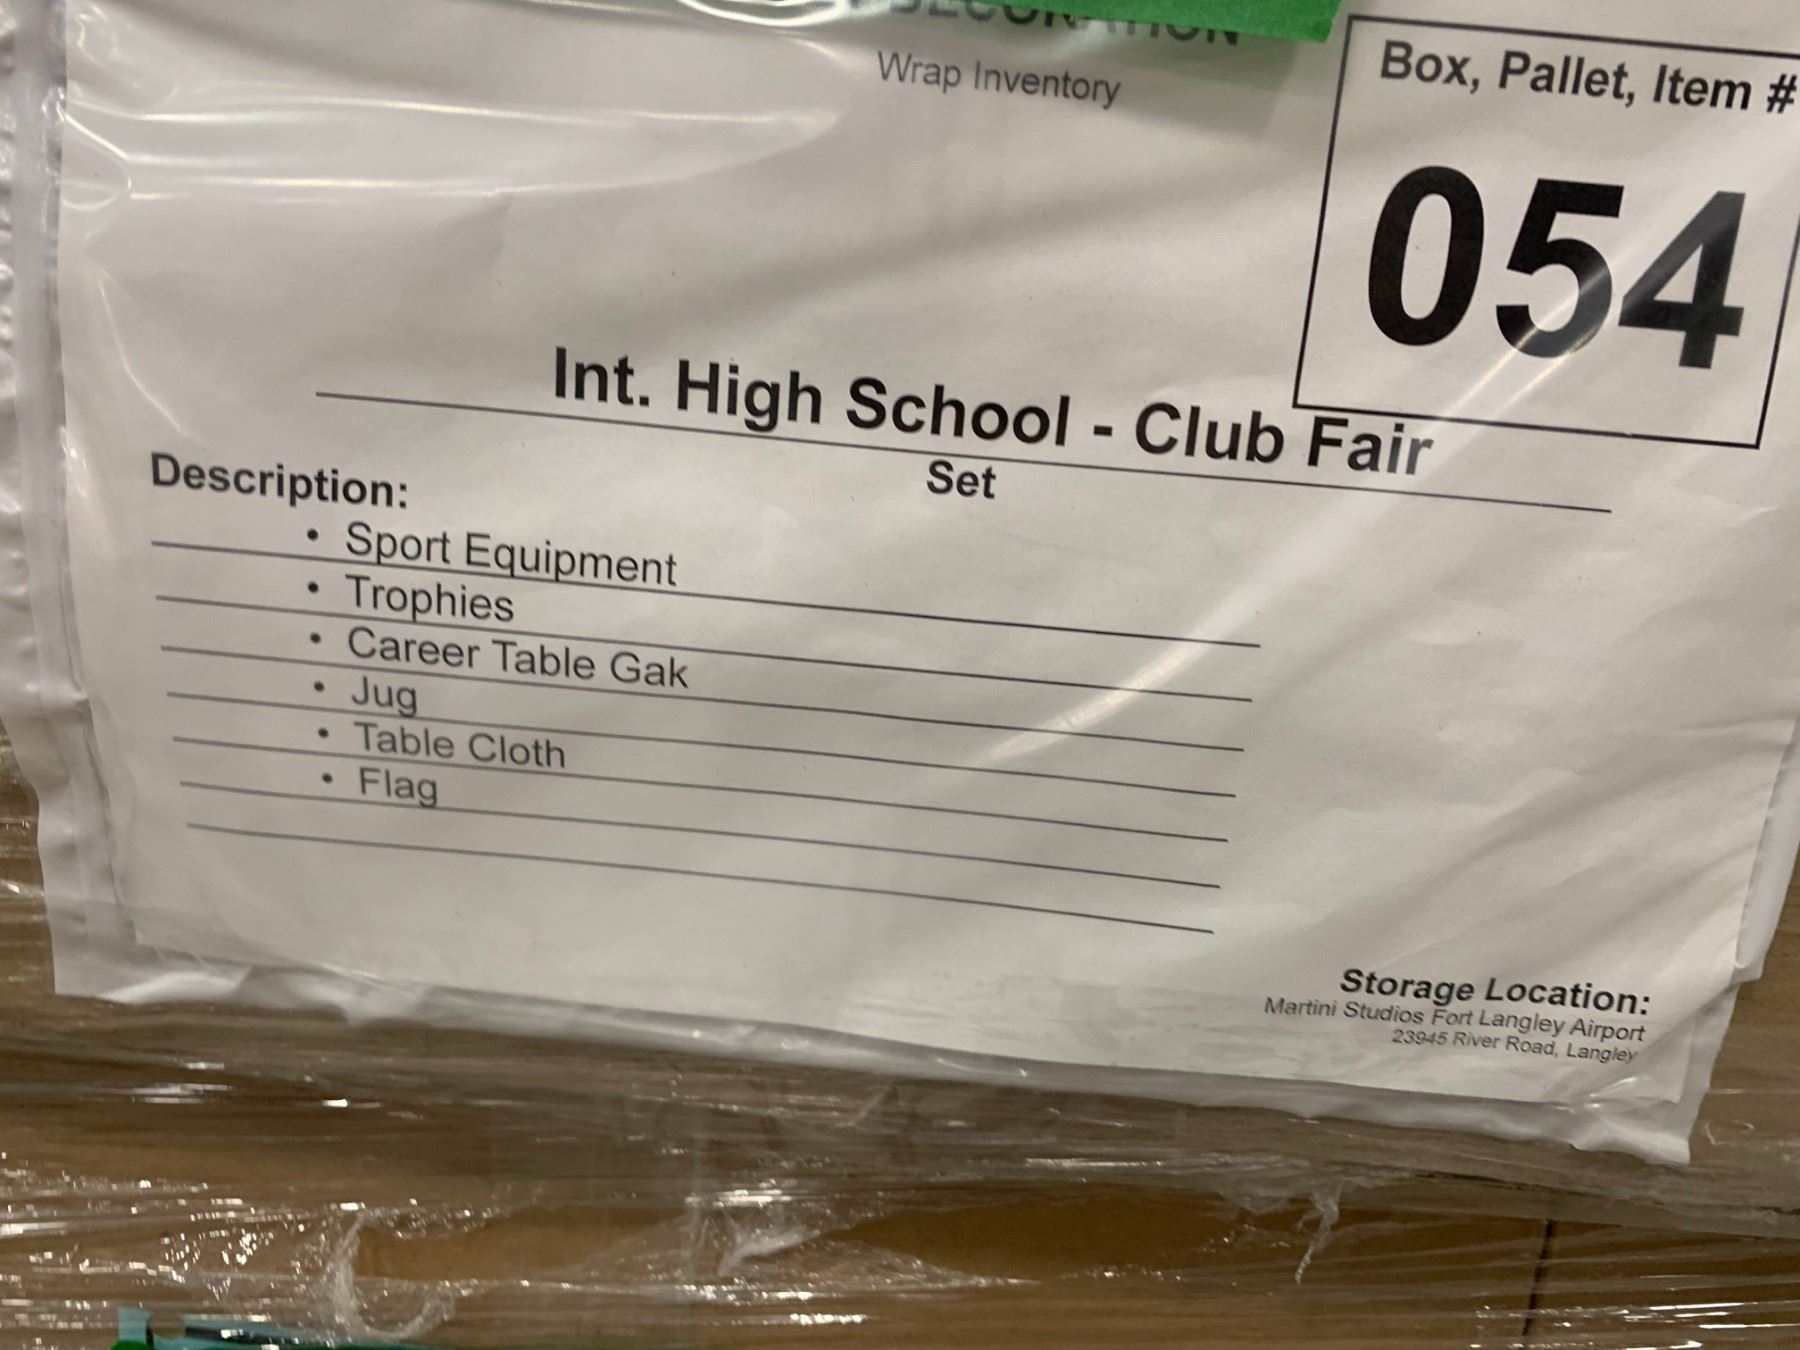 DECORATION
Wrap Inventory
Box, Pallet, Item #
054
Int. High School - Club Fair
Set
Description:
• Sport Equipment
• Trophies
• Career Table Gak
• Jug
• Table Cloth
• Flag
Storage Location:
Martini Studios Fort Langley Airport
23945 River Road, Langley